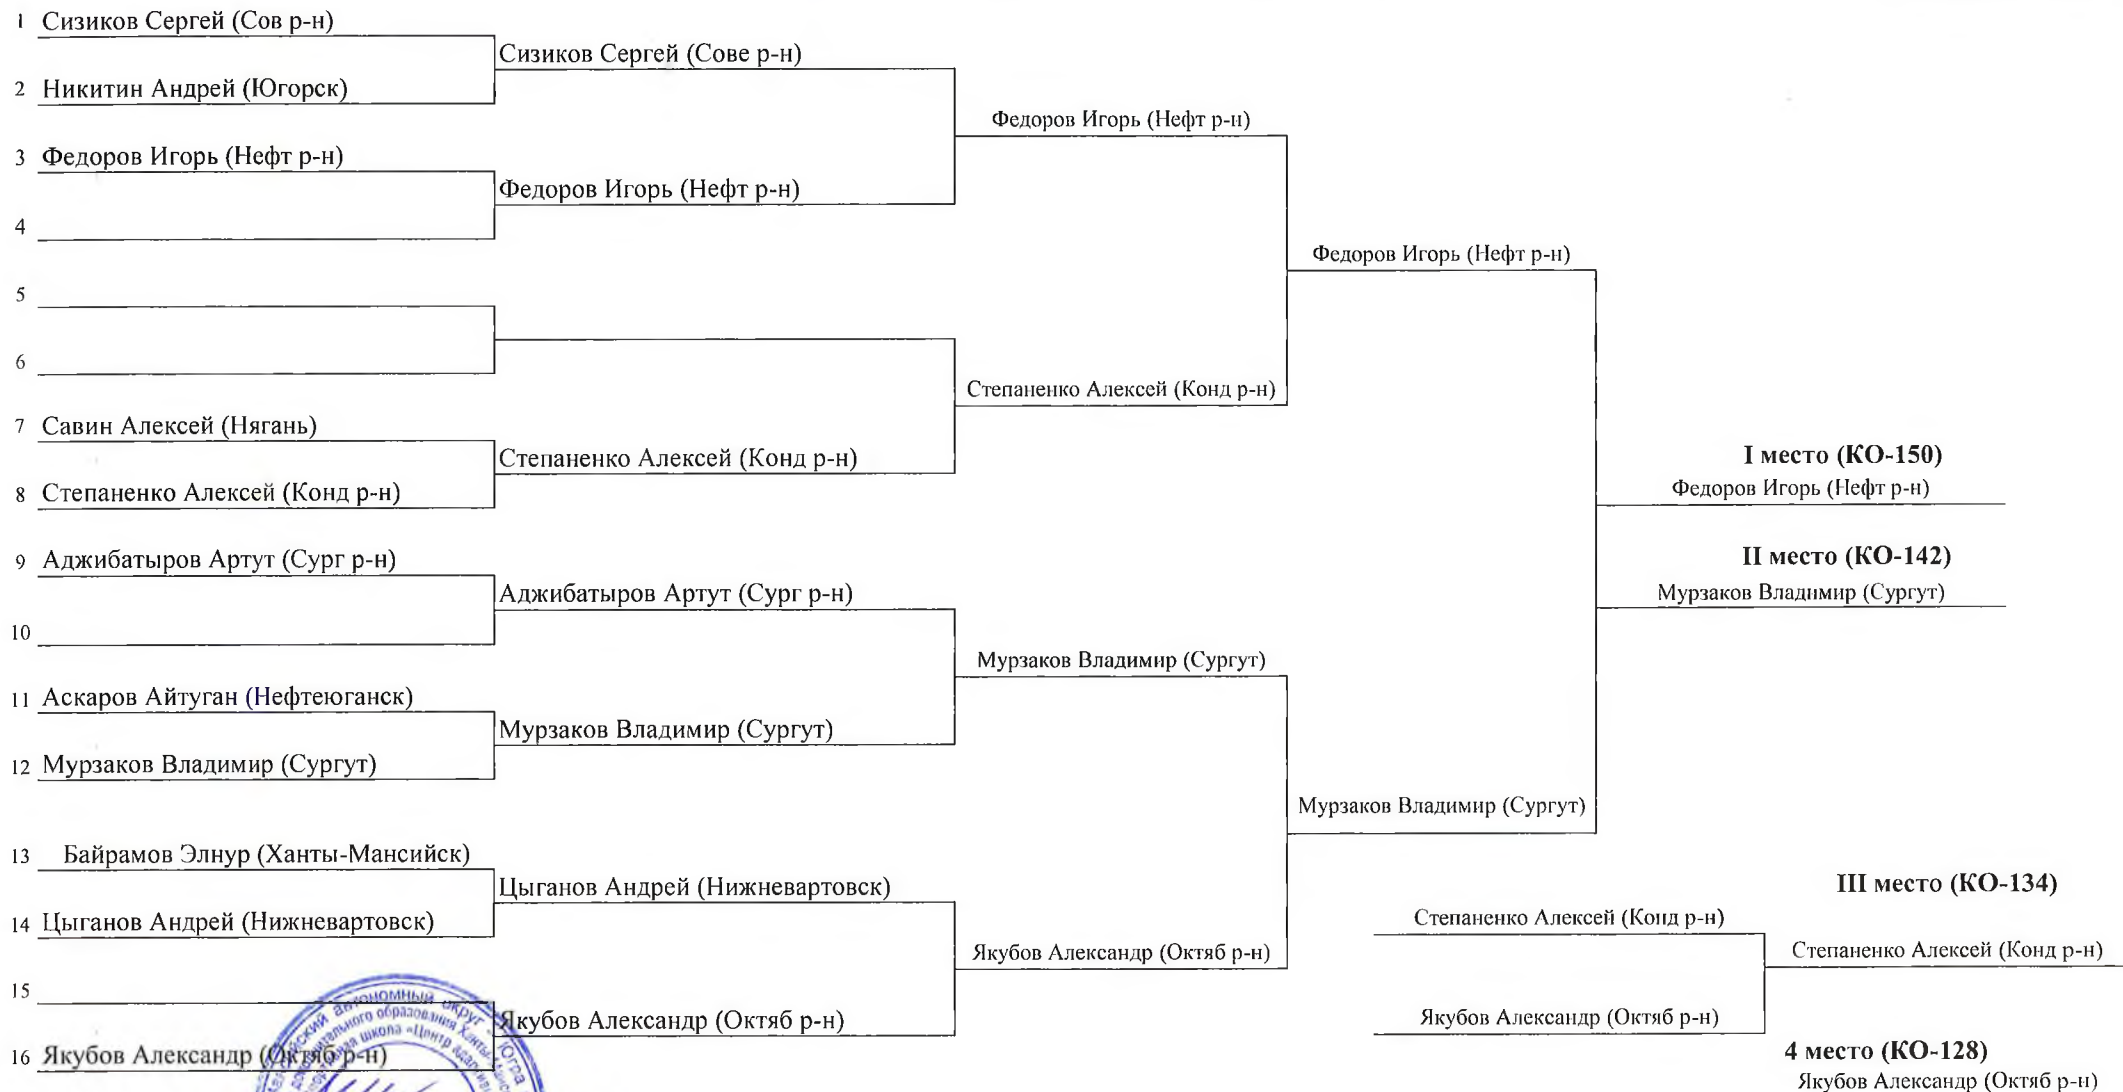 1 Сизиков Сергей (Сов р-н)
Сизиков Сергей (Сове р-н)
2 Никитин Андрей (Югорск)
Федоров Игорь (Нефт р-н)
3 Федоров Игорь (Нефт р-н)
Федоров Игорь (Нефт р-н)
4
Федоров Игорь (Нефт р-н)
5
6
Степаненко Алексей (Конд р-н)
7 Савин Алексей (Нягань)
Степаненко Алексей (Конд р-н)
8 Степаненко Алексей (Конд р-н)
I место (КО-150)
Федоров Игорь (Нефт р-н)
II место (КО-142)
Мурзаков Владимир (Сургут)
9 Аджибатыров Артут (Сург р-н)
Аджибатыров Артут (Сург р-н)
10
Мурзаков Владимир (Сургут)
11 Аскаров Айтуган (Нефтеюганск)
Мурзаков Владимир (Сургут)
12 Мурзаков Владимир (Сургут)
Мурзаков Владимир (Сургут)
13 Байрамов Элнур (Ханты-Мансийск)
Цыганов Андрей (Нижневартовск)
14 Цыганов Андрей (Нижневартовск)
Якубов Александр (Октяб р-н)
15
Якубов Александр (Октяб р-н)
16 Якубов Александр (Октяб р-н)
III место (КО-134)
Степаненко Алексей (Конд р-н)
Степаненко Алексей (Конд р-н)
Якубов Александр (Октяб р-н)
4 место (КО-128)
Якубов Александр (Октяб р-н)
автономный округ
образования
школа «Центр